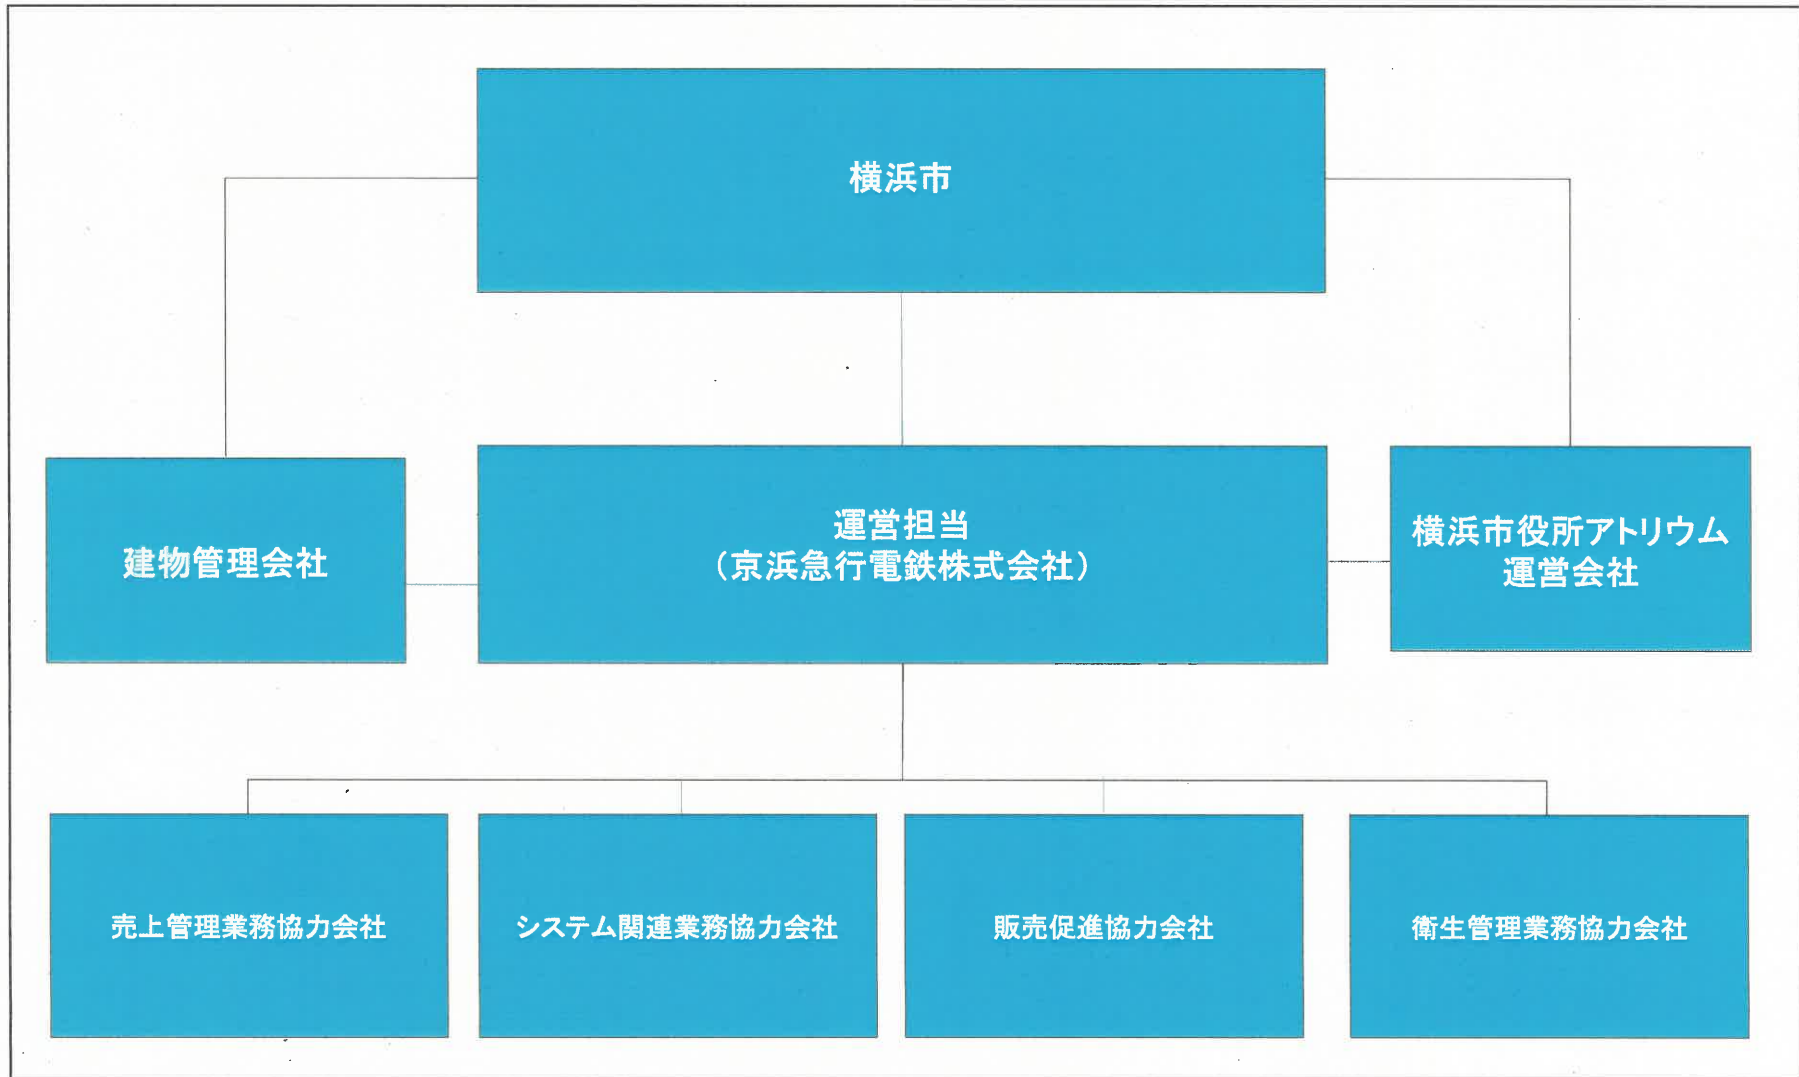 横浜市
建物管理会社
運営担当
（京浜急行電鉄株式会社）
横浜市役所アトリウム
運営会社
売上管理業務協力会社
システム関連業務協力会社
販売促進協力会社
衛生管理業務協力会社